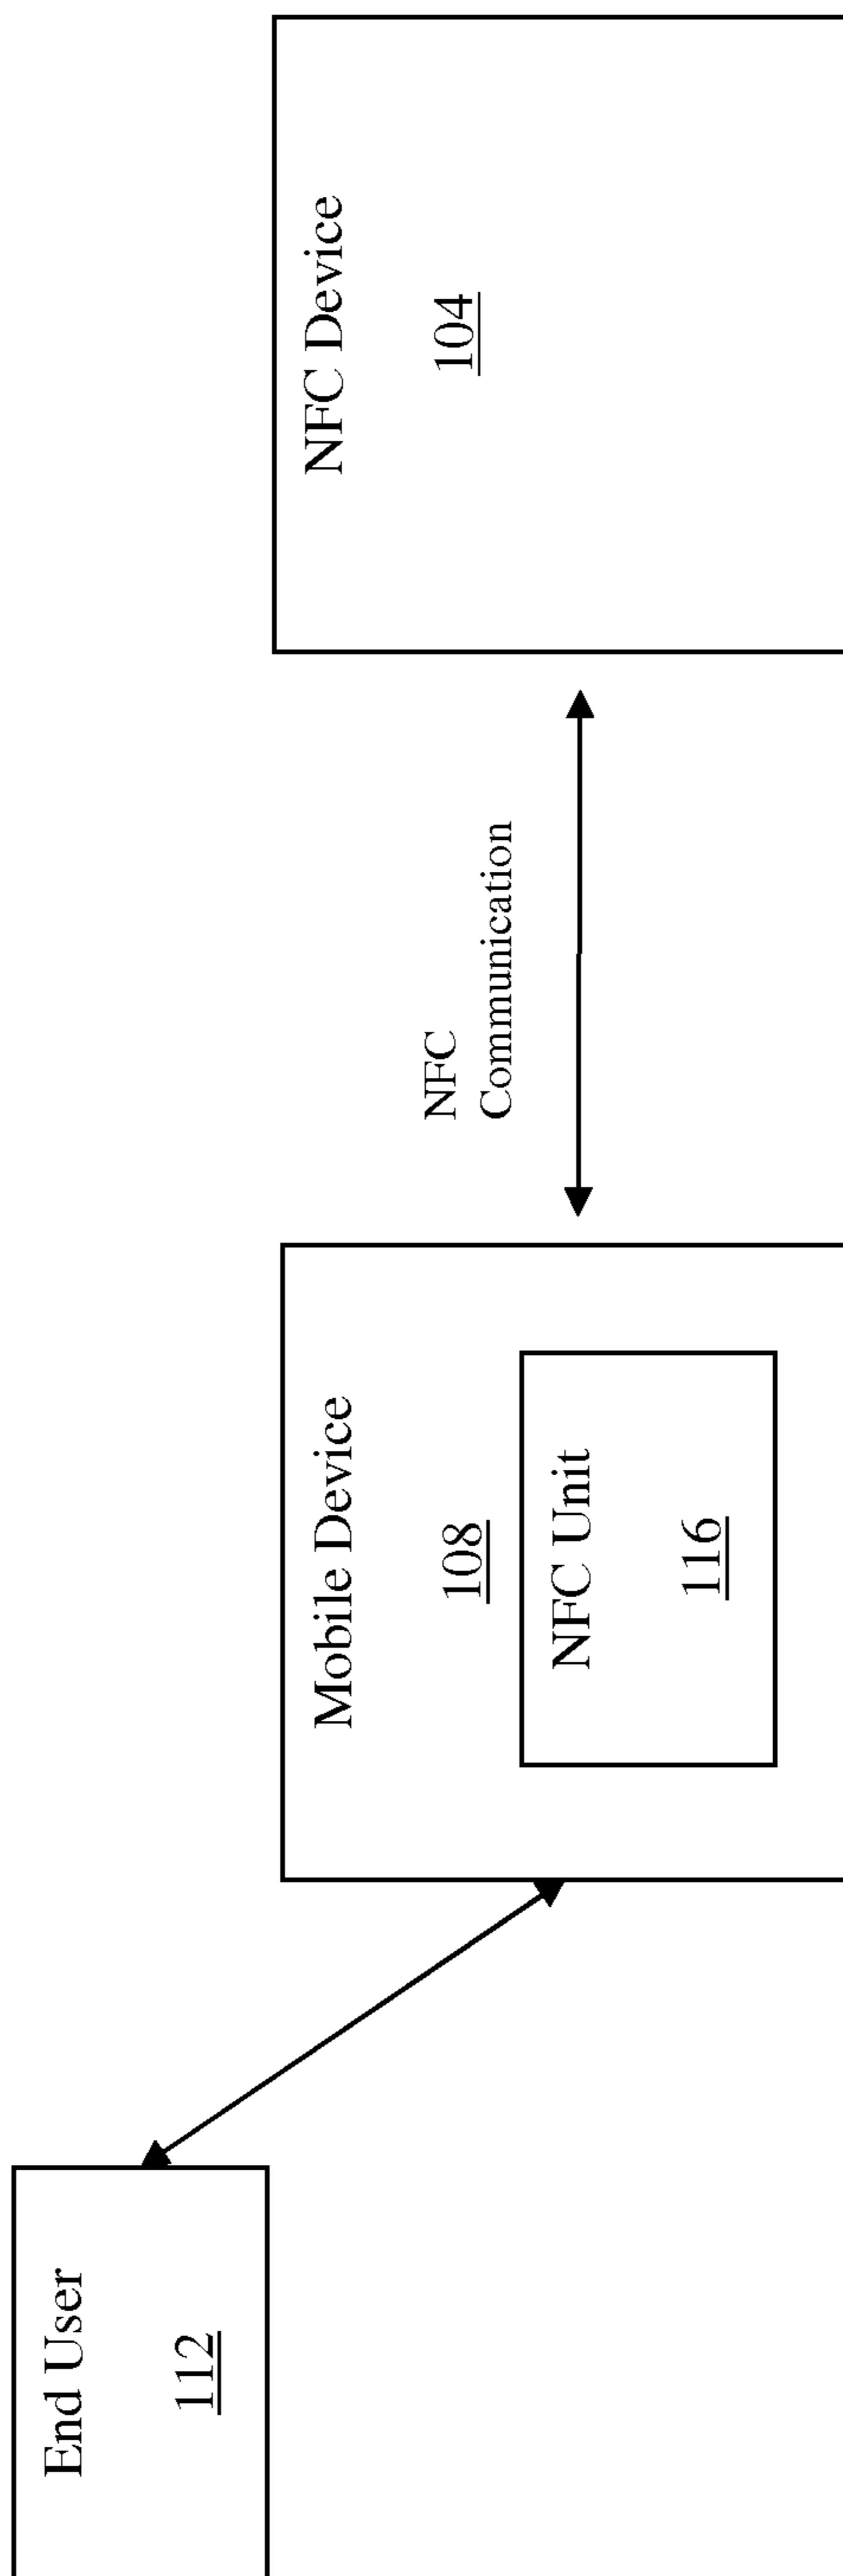 End User
112
Mobile Device
108
NFC Unit
116
NFC
Communication
NFC Device
104